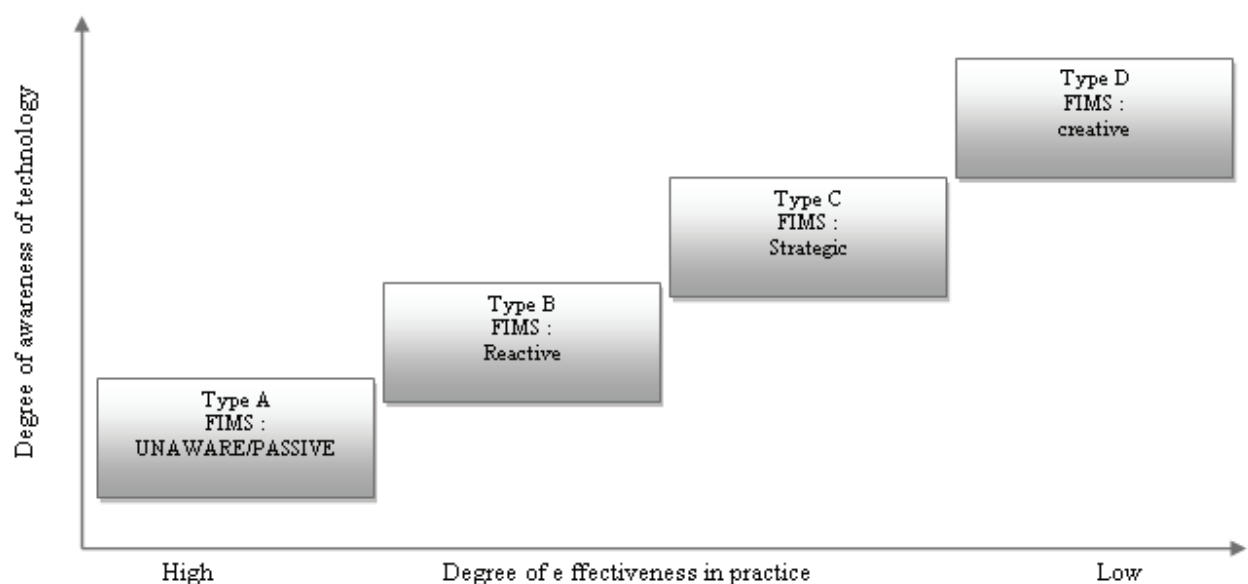 Degree of awareness of technology
Type A
FIMS :
UNAWARE/PASSIVE
Type B
FIMS :
Reactive
Type C
FIMS :
Strategic
Type D
FIMS :
creative
High
Degree of e ffectiveness in practice
Low